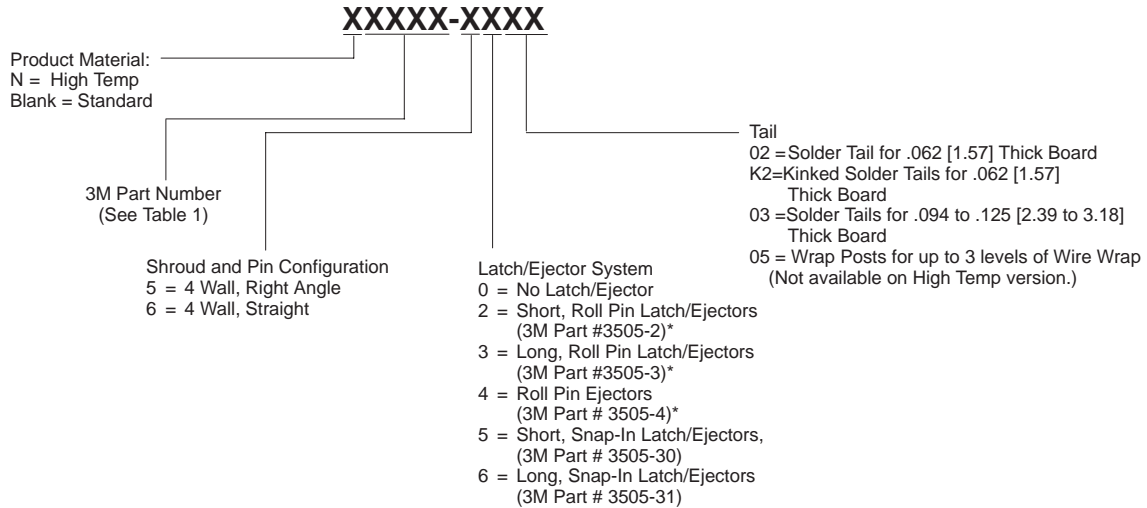 XXXXX-XXXX
Product Material:
N = High Temp
Blank = Standard
3M Part Number
(See Table 1)
Shroud and Pin Configuration
5 = 4 Wall, Right Angle
6 = 4 Wall, Straight
Latch/Ejector System
0 = No Latch/Ejector
2 = Short, Roll Pin Latch/Ejectors
(3M Part #3505-2)*
3 = Long, Roll Pin Latch/Ejectors
(3M Part #3505-3)*
4 = Roll Pin Ejectors
(3M Part # 3505-4)*
5 = Short, Snap-In Latch/Ejectors,
(3M Part # 3505-30)
6 = Long, Snap-In Latch/Ejectors
(3M Part # 3505-31)
Tail
02 =Solder Tail for .062 [1.57] Thick Board
K2=Kinked Solder Tails for .062 [1.57]
Thick Board
03 =Solder Tails for .094 to .125 [2.39 to 3.18]
Thick Board
05 = Wrap Posts for up to 3 levels of Wire Wrap
(Not available on High Temp version.)